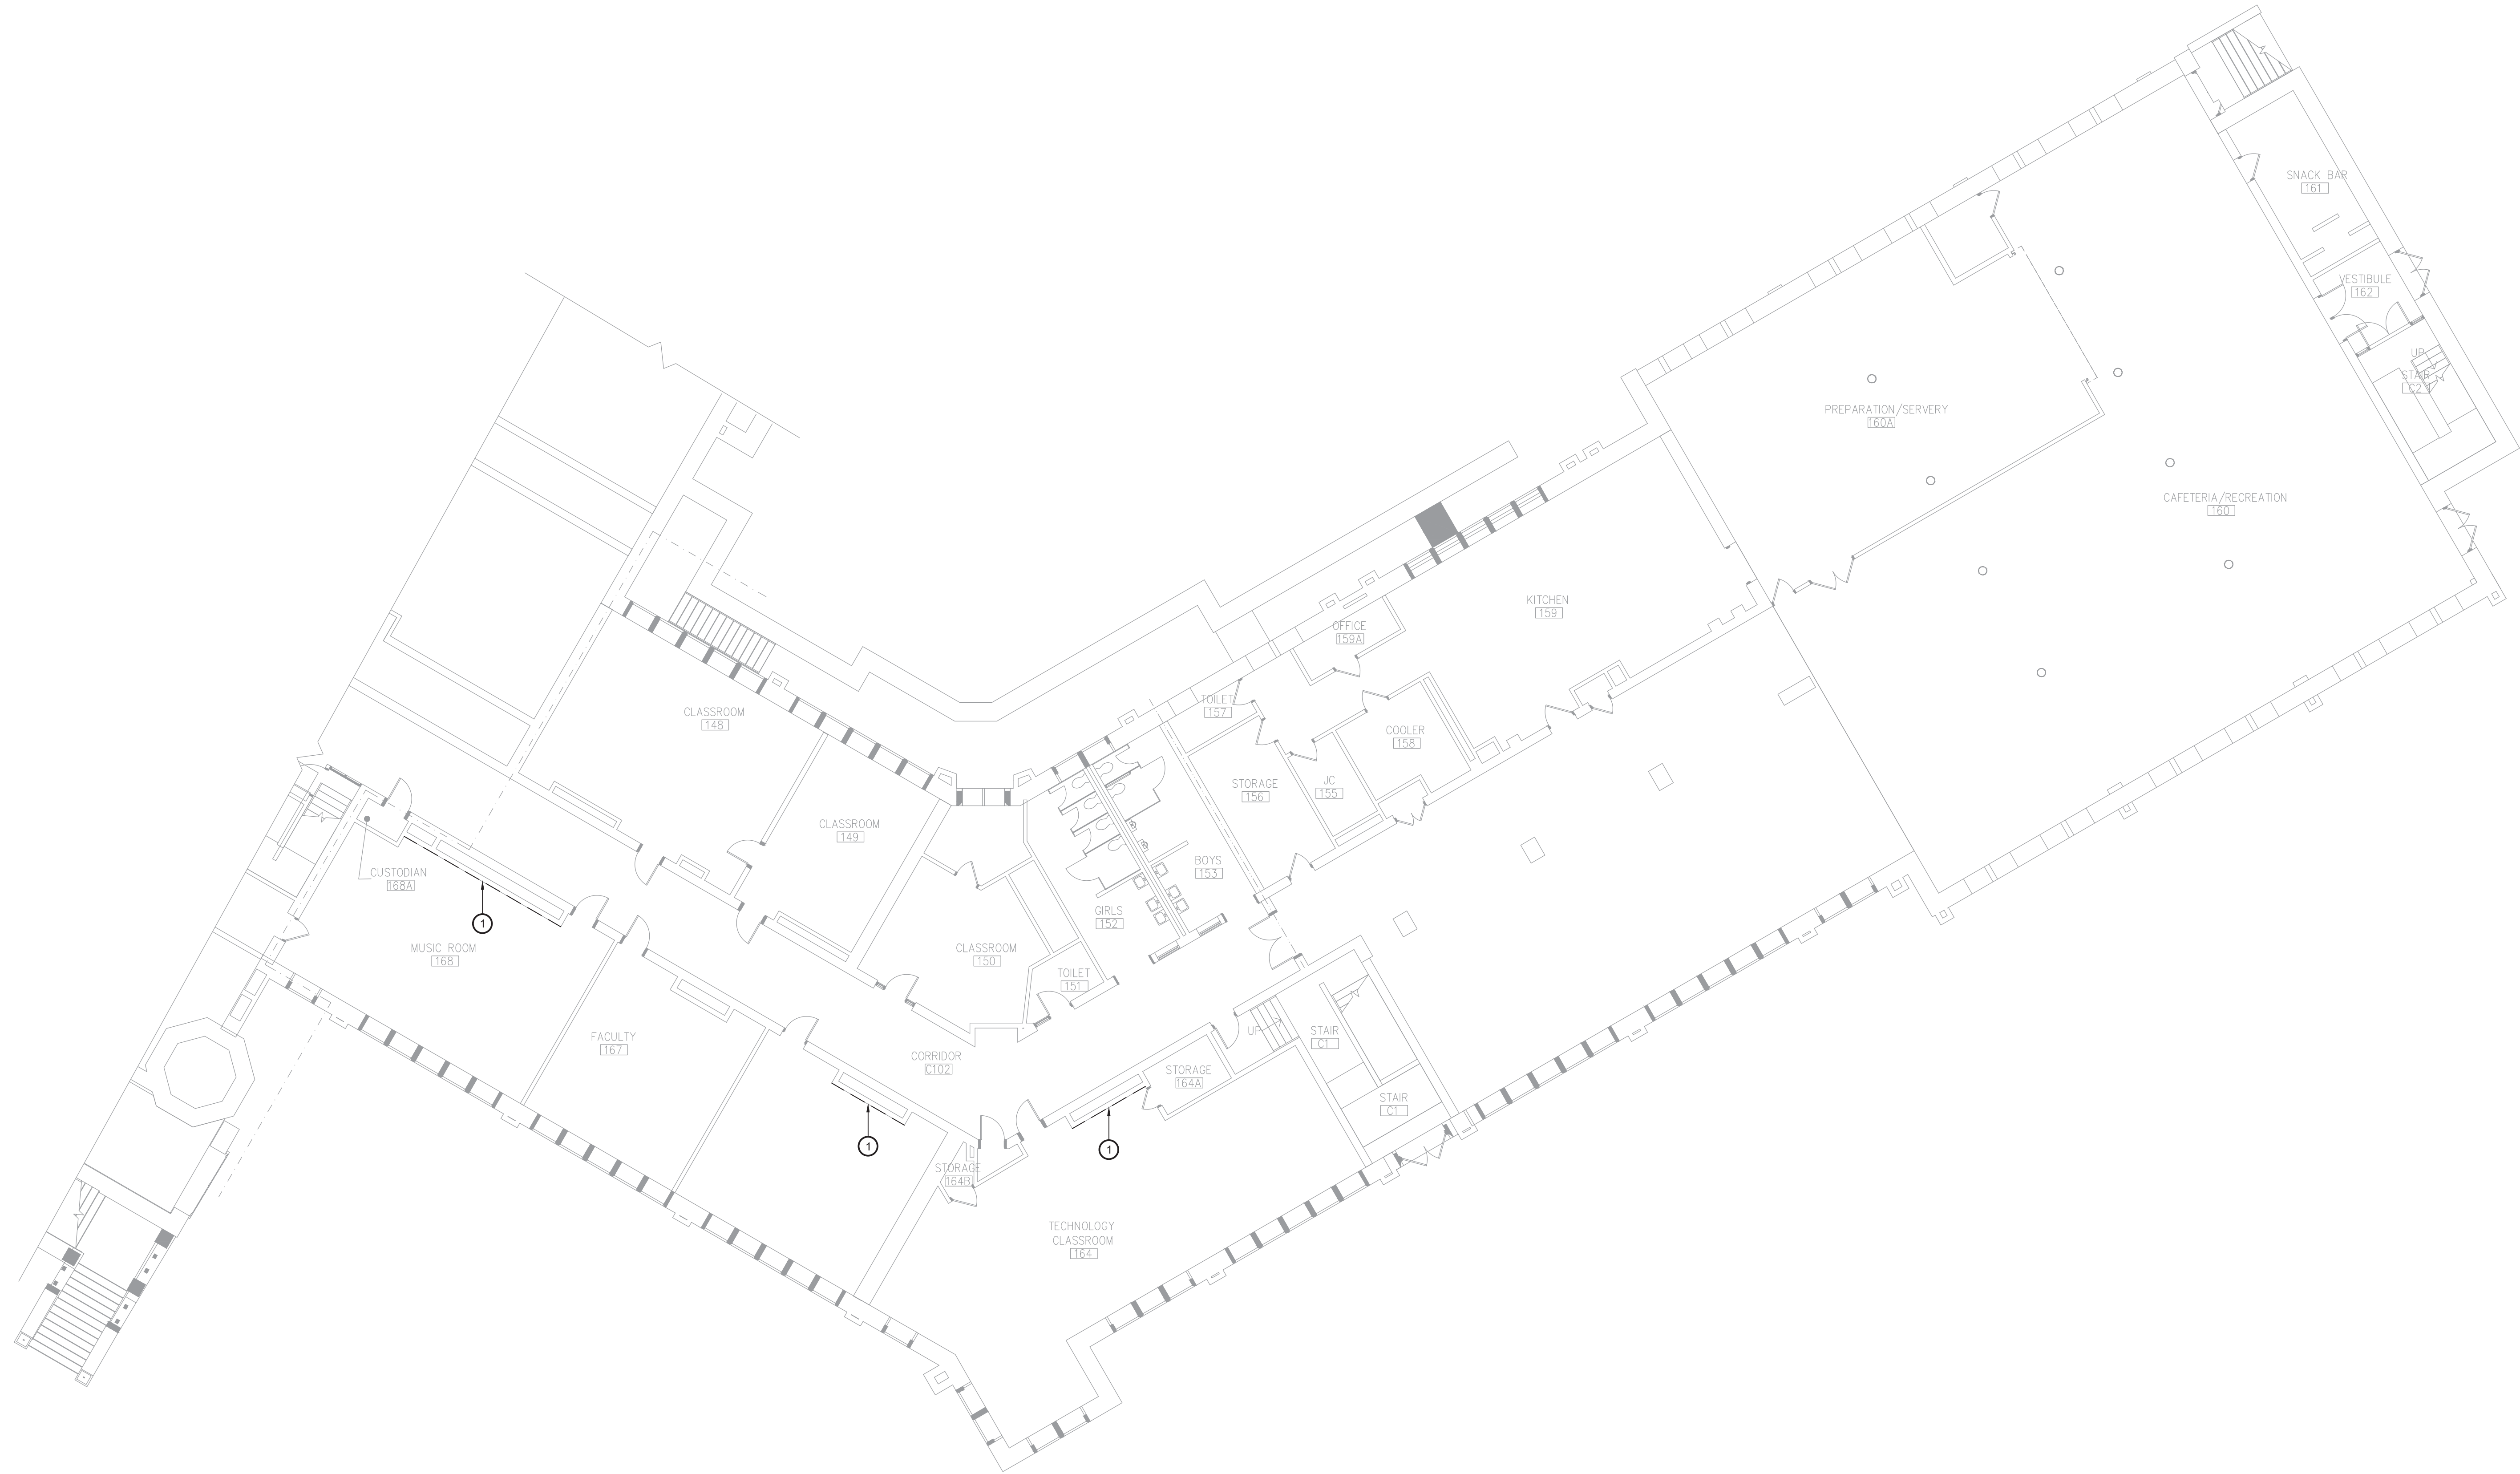 SNACK BAR
161
VESTIBULE
162
UP
STAIR
C2
PREPARATION/SERVERY
160A
CAFETERIA/RECREATION
160
KITCHEN
159
OFFICE
159A
TOILET
157
CLASSROOM
148
COOLER
158
STORAGE
156
JC
155
CLASSROOM
149
BOYS
153
CUSTODIAN
168A
GIRLS
152
1
MUSIC ROOM
168
CLASSROOM
150
TOILET
151
FACULTY
167
UP
STAIR
C1
CORRIDOR
C102
STORAGE
164A
STAIR
C1
1
1
STORAGE
164B
TECHNOLOGY
CLASSROOM
164